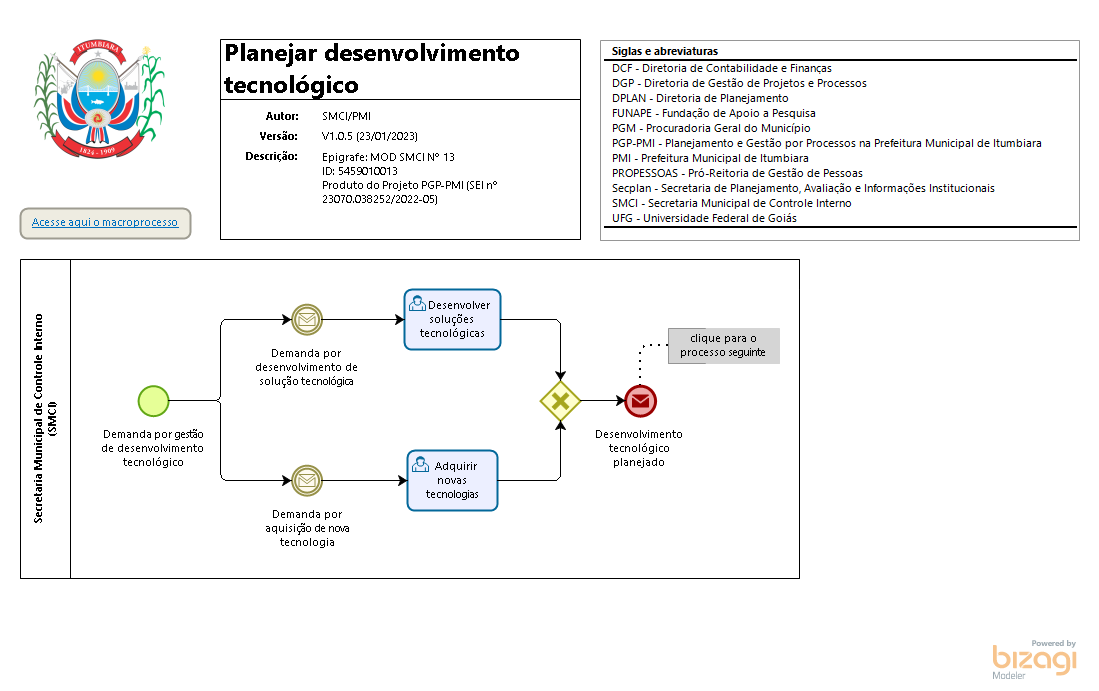 ITUMBIARA
1824 - 1909
Acesse aqui o macroprocesso
Planejar desenvolvimento
tecnológico
Autor: SMCI/PMI
Versão: V1.0.5 (23/01/2023)
Descrição: Epigrafe: MOD SMCI Nº 13
ID: 5459010013
Produto do Projeto PGP-PMI (SEI nº
23070.038252/2022-05)
Siglas e abreviaturas
DCF - Diretoria de Contabilidade e Finanças
DGP - Diretoria de Gestão de Projetos e Processos
DPLAN - Diretoria de Planejamento
FUNAPE - Fundação de Apoio a Pesquisa
PGM - Procuradoria Geral do Município
PGP-PMI - Planejamento e Gestão por Processos na Prefeitura Municipal de Itumbiara
PMI - Prefeitura Municipal de Itumbiara
PROPESSOAS - Pró-Reitoria de Gestão de Pessoas
Secplan - Secretaria de Planejamento, Avaliação e Informações Institucionais
SMCI - Secretaria Municipal de Controle Interno
UFG - Universidade Federal de Goiás
Secretaria Municipal de Controle Interno
(SMCI)
Demanda por gestão
de desenvolvimento
tecnológico
Demanda por
desenvolvimento de
solução tecnológica
Desenvolver
soluções
tecnológicas
Demanda por
aquisição de nova
tecnologia
Adquirir
novas
tecnologias
clique para o
processo seguinte
Desenvolvimento
tecnológico
planejado
Powered by
bizagi
Modeler